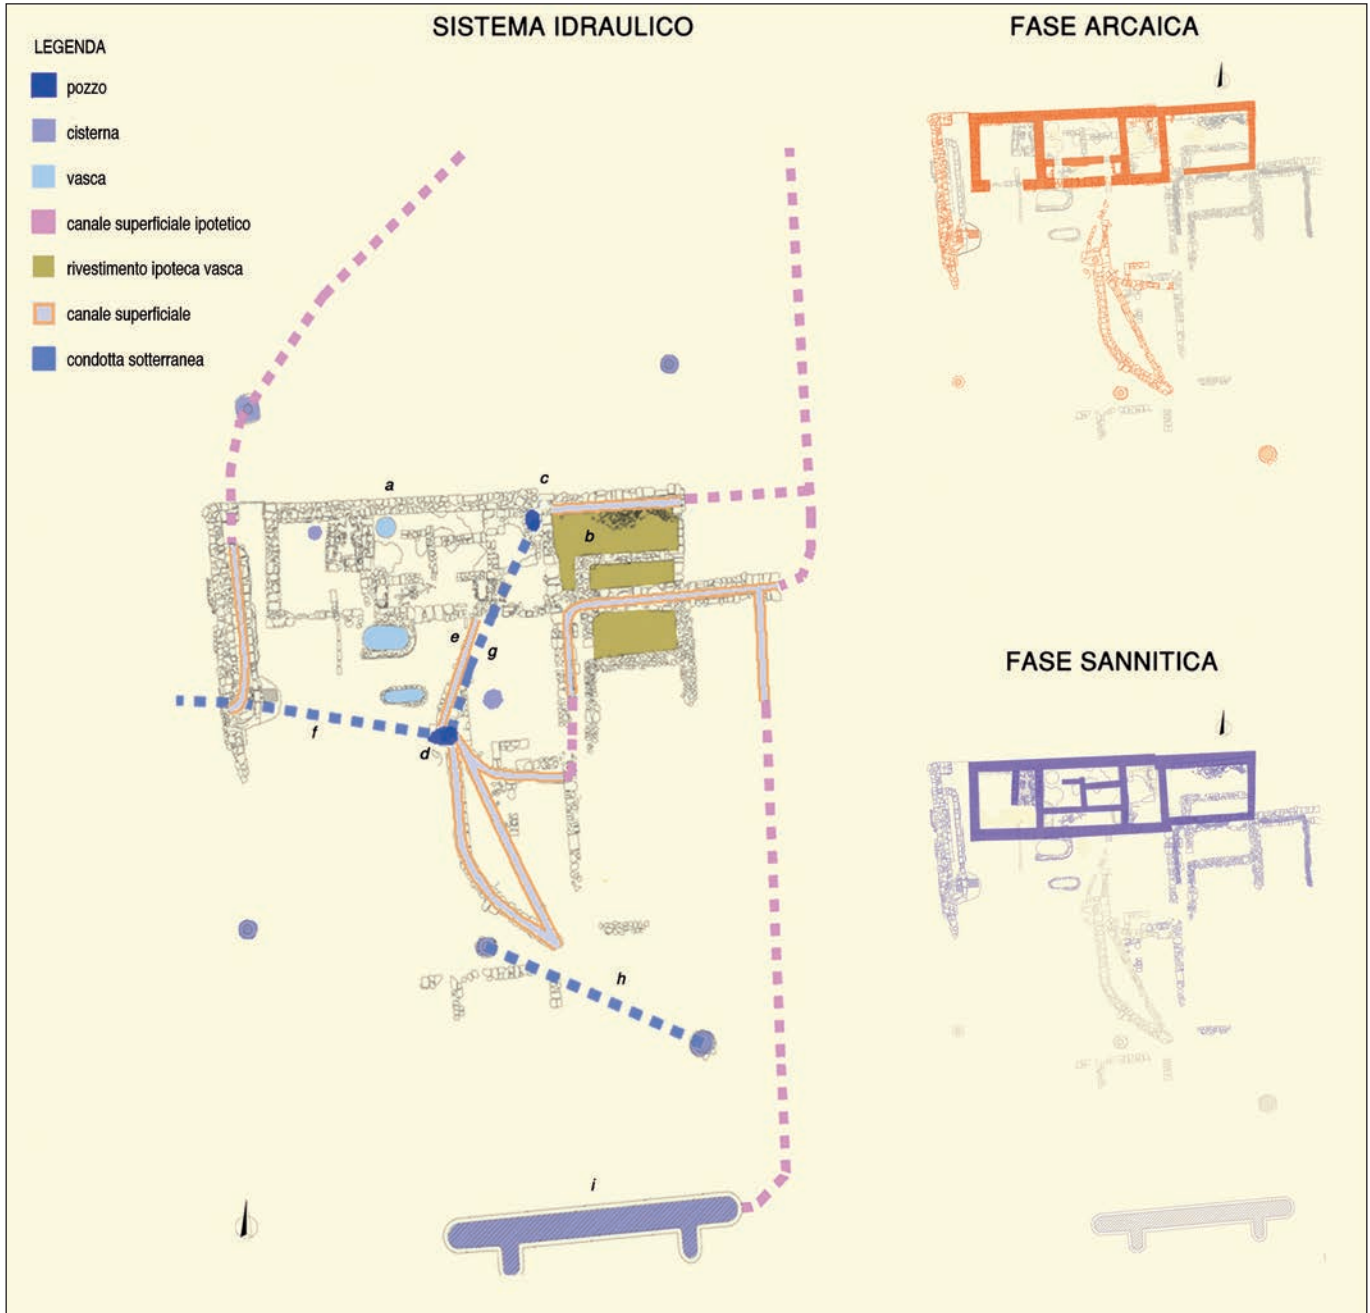 SISTEMA IDRAULICO
FASE ARCAICA
LEGENDA
pozzo
cisterna
vasca
canale superficiale ipotetico
rivestimento ipoteca vasca
canale superficiale
condotta sotterranea
a
c
b
e
g
f
d
h
i
FASE SANNITICA